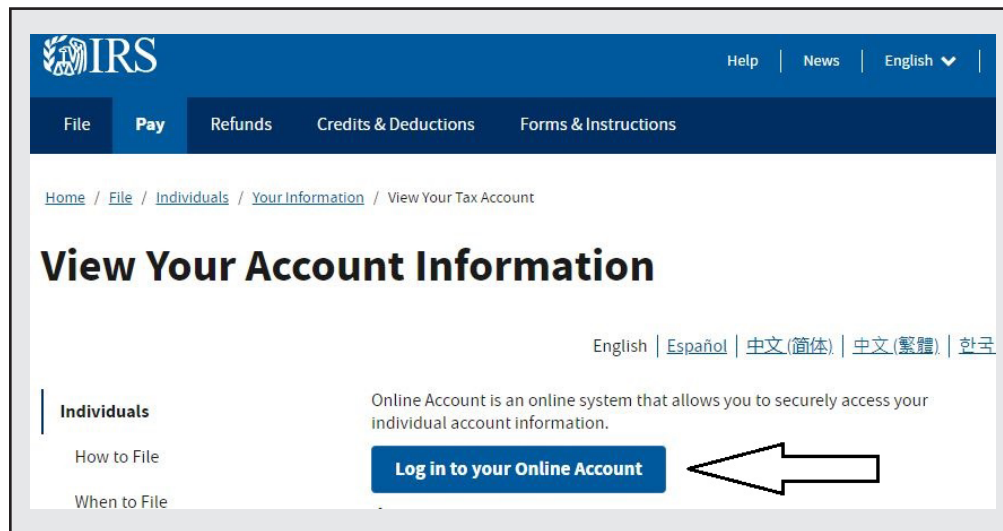 IRS
Help | News | English
File Pay Refunds Credits & Deductions Forms & Instructions
Home / File / Individuals / Your Information / View Your Tax Account
View Your Account Information
English | Español | 中文 (简体) | 中文 (繁體) | 한국
Individuals
How to File
When to File
Online Account is an online system that allows you to securely access your
individual account information.
Log in to your Online Account